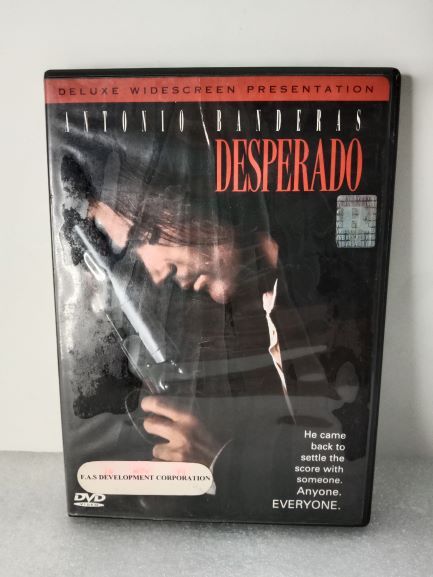 DELUXE WIDESCREEN PRESENTATION
ANTONIO BANDERAS
DESPERADO
He came
back to
settle the
score with
someone.
Anyone.
EVERYONE.
F.A.S DEVELOPMENT CORPORATION
DVD
VIDEO